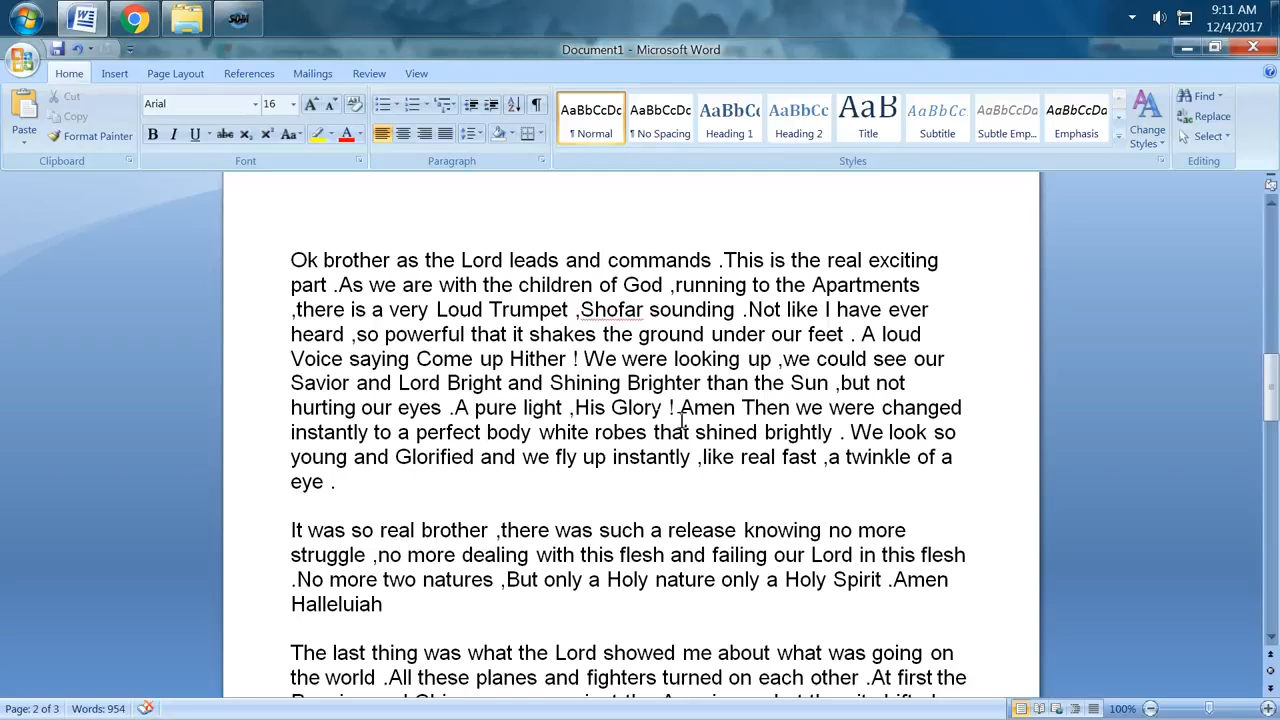 9:11 AM
12/4/2017
Document1 - Microsoft Word
Home Insert Page Layout References Mailings Review View
Paste
Cut
Copy
Format Painter
Clipboard
Arial 16
Font
Paragraph
AaBbCcDc AaBbCcDc AaBbC AaBbCc AaB AaBbCc. AaBbCcDa AaBbCcDa
¶ Normal ¶ No Spacing Heading 1 Heading 2 Title Subtitle Subtle Emp... Emphasis
Change
Styles
Styles
Find
Replace
Select
Editing
Ok brother as the Lord leads and commands .This is the real exciting
part .As we are with the children of God ,running to the Apartments
,there is a very Loud Trumpet ,Shofar sounding .Not like I have ever
heard ,so powerful that it shakes the ground under our feet . A loud
Voice saying Come up Hither ! We were looking up ,we could see our
Savior and Lord Bright and Shining Brighter than the Sun ,but not
hurting our eyes .A pure light ,His Glory ! Amen Then we were changed
instantly to a perfect body white robes that shined brightly . We look so
young and Glorified and we fly up instantly ,like real fast ,a twinkle of a
eye .
It was so real brother ,there was such a release knowing no more
struggle ,no more dealing with this flesh and failing our Lord in this flesh
.No more two natures ,But only a Holy nature only a Holy Spirit .Amen
Halleluiah
The last thing was what the Lord showed me about what was going on
the world .All these planes and fighters turned on each other .At first the
Page: 2 of 3 Words: 954 100%